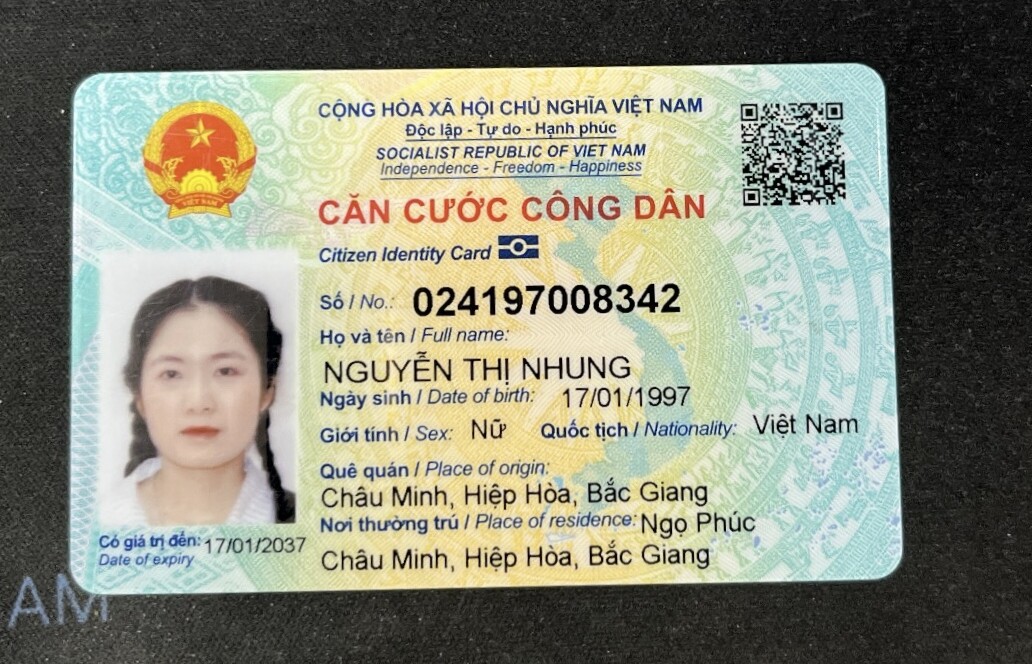 CỘNG HÒA XÃ HỘI CHỦ NGHĨA VIỆT NAM
Độc lập - Tự do - Hạnh phúc
SOCIALIST REPUBLIC OF VIET NAM
Independence - Freedom - Happiness
VIỆT NAM
CĂN CƯỚC CÔNG DÂN
Citizen Identity Card
Số / No.: 024197008342
Họ và tên / Full name:
NGUYỄN THỊ NHUNG
Ngày sinh / Date of birth: 17/01/1997
Giới tính / Sex: Nữ Quốc tịch / Nationality: Việt Nam
Quê quán / Place of origin:
Châu Minh, Hiệp Hòa, Bắc Giang
Nơi thường trú / Place of residence: Ngọ Phúc
Châu Minh, Hiệp Hòa, Bắc Giang
Có giá trị đến: 17/01/2037
Date of expiry
AM